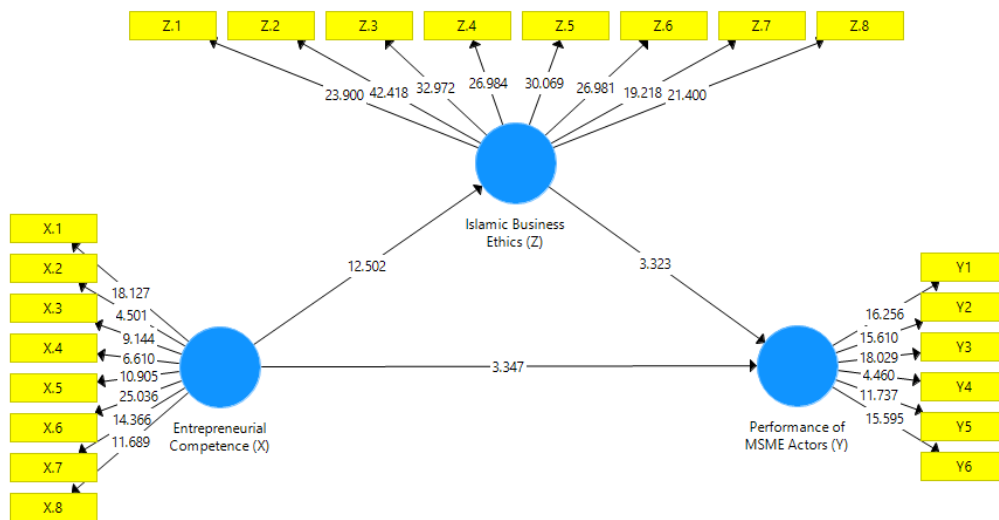 Z.1
Z.2
Z.3
Z.4
Z.5
Z.6
Z.7
Z.8
23.900
42.418
32.972
26.984
30.069
26.981
19.218
21.400
Islamic Business
Ethics (Z)
X.1
X.2
X.3
X.4
X.5
X.6
X.7
X.8
18.127
4.501
9.144
6.610
10.905
25.036
14.366
11.689
Entrepreneurial
Competence (X)
12.502
3.323
3.347
Y1
Y2
Y3
Y4
Y5
Y6
16.256
15.610
18.029
4.460
11.737
15.595
Performance of
MSME Actors (Y)